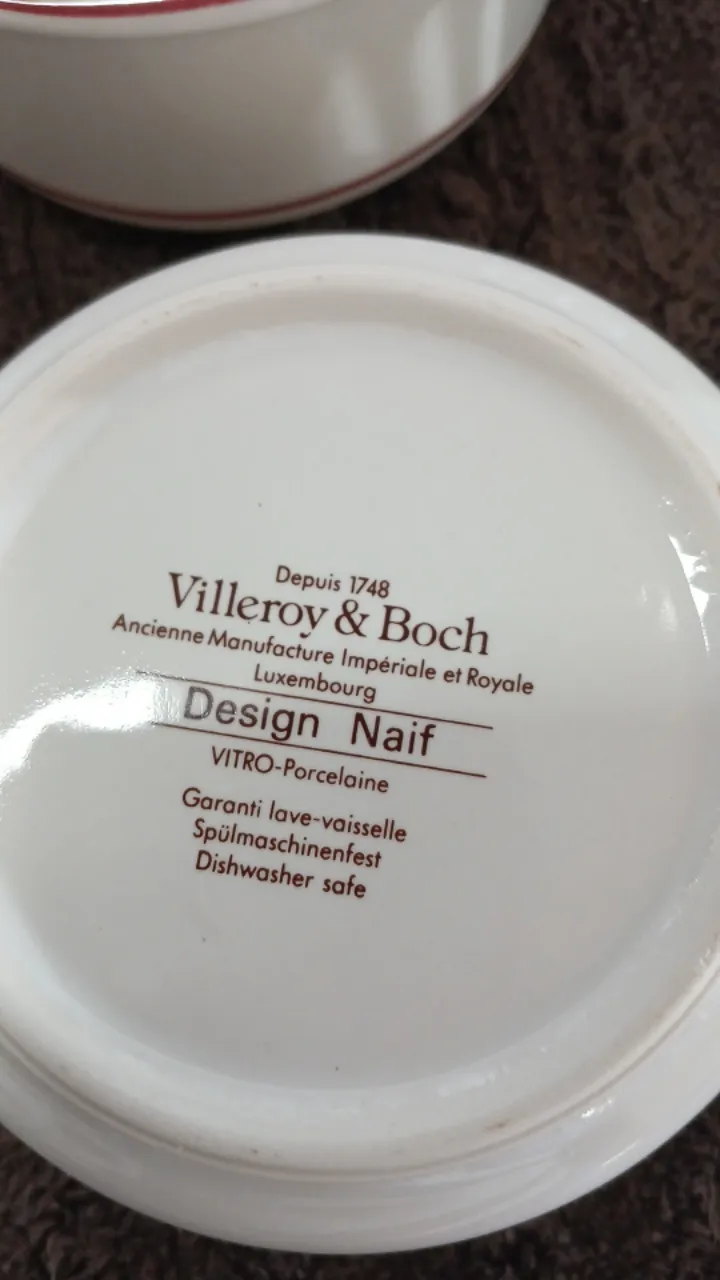 Depuis 1748
Villeroy & Boch
Ancienne Manufacture Impériale et Royale
Luxembourg
Design Naif
VITRO-Porcelaine
Garanti lave-vaisselle
Spülmaschinenfest
Dishwasher safe